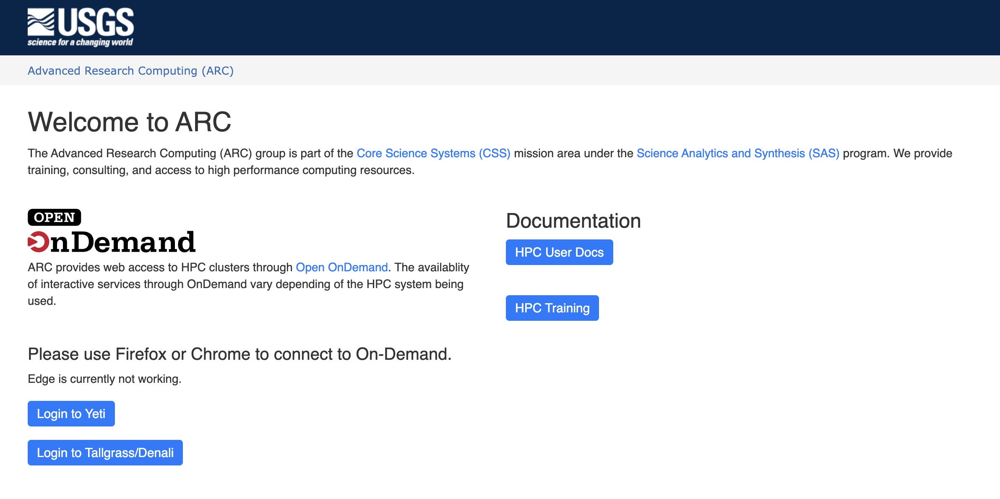 USGS
science for a changing world
Advanced Research Computing (ARC)
Welcome to ARC
The Advanced Research Computing (ARC) group is part of the Core Science Systems (CSS) mission area under the Science Analytics and Synthesis (SAS) program. We provide
training, consulting, and access to high performance computing resources.
OPEN
OnDemand
ARC provides web access to HPC clusters through Open OnDemand. The availablity
of interactive services through OnDemand vary depending of the HPC system being
used.
Please use Firefox or Chrome to connect to On-Demand.
Edge is currently not working.
Login to Yeti
Login to Tallgrass/Denali
Documentation
HPC User Docs
HPC Training